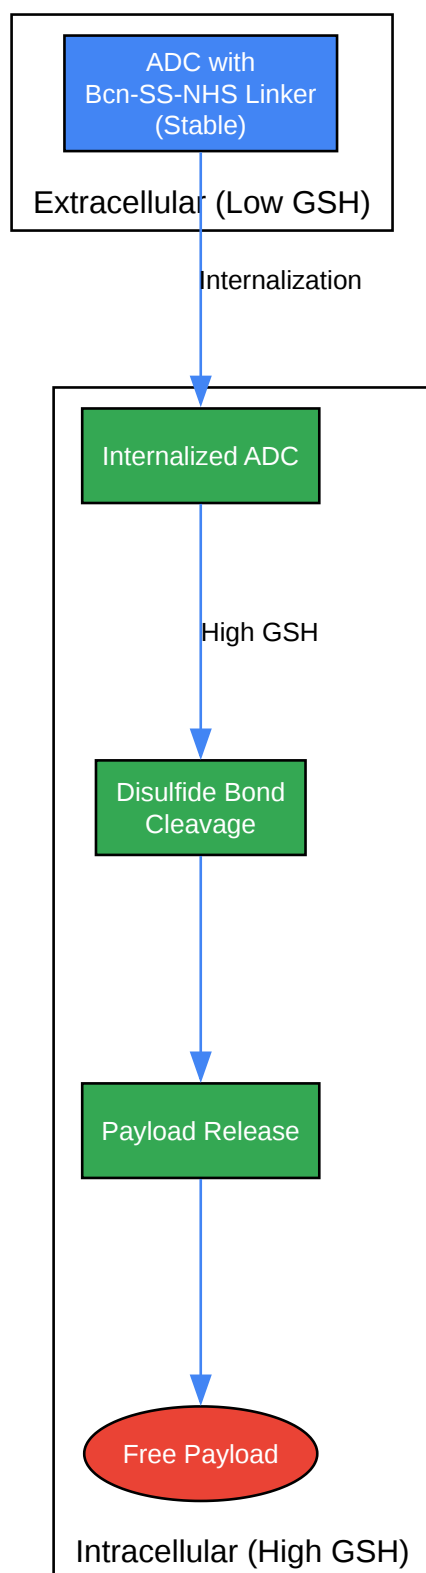 ADC with
Bcn-SS-NHS Linker
(Stable)
Extracellular (Low GSH)
Internalization
Internalized ADC
High GSH
Disulfide Bond
Cleavage
Payload Release
Free Payload
Intracellular (High GSH)